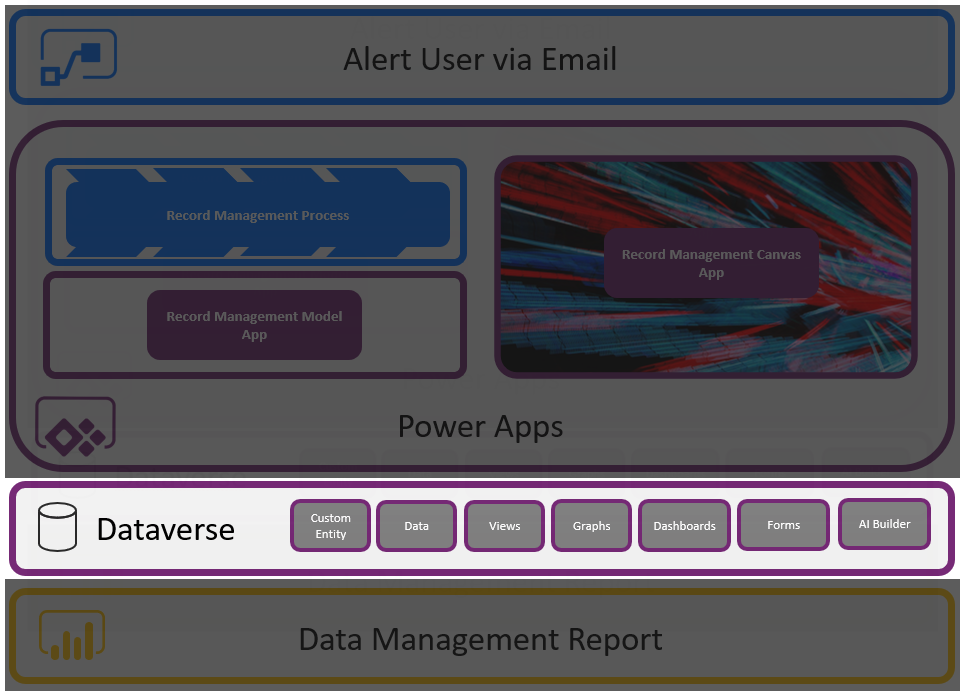 Alert User via Email
Record Management Process
Record Management Canvas
App
Record Management Model
App
Power Apps
Dataverse
Custom
Entity
Data
Views
Graphs
Dashboards
Forms
AI Builder
Data Management Report